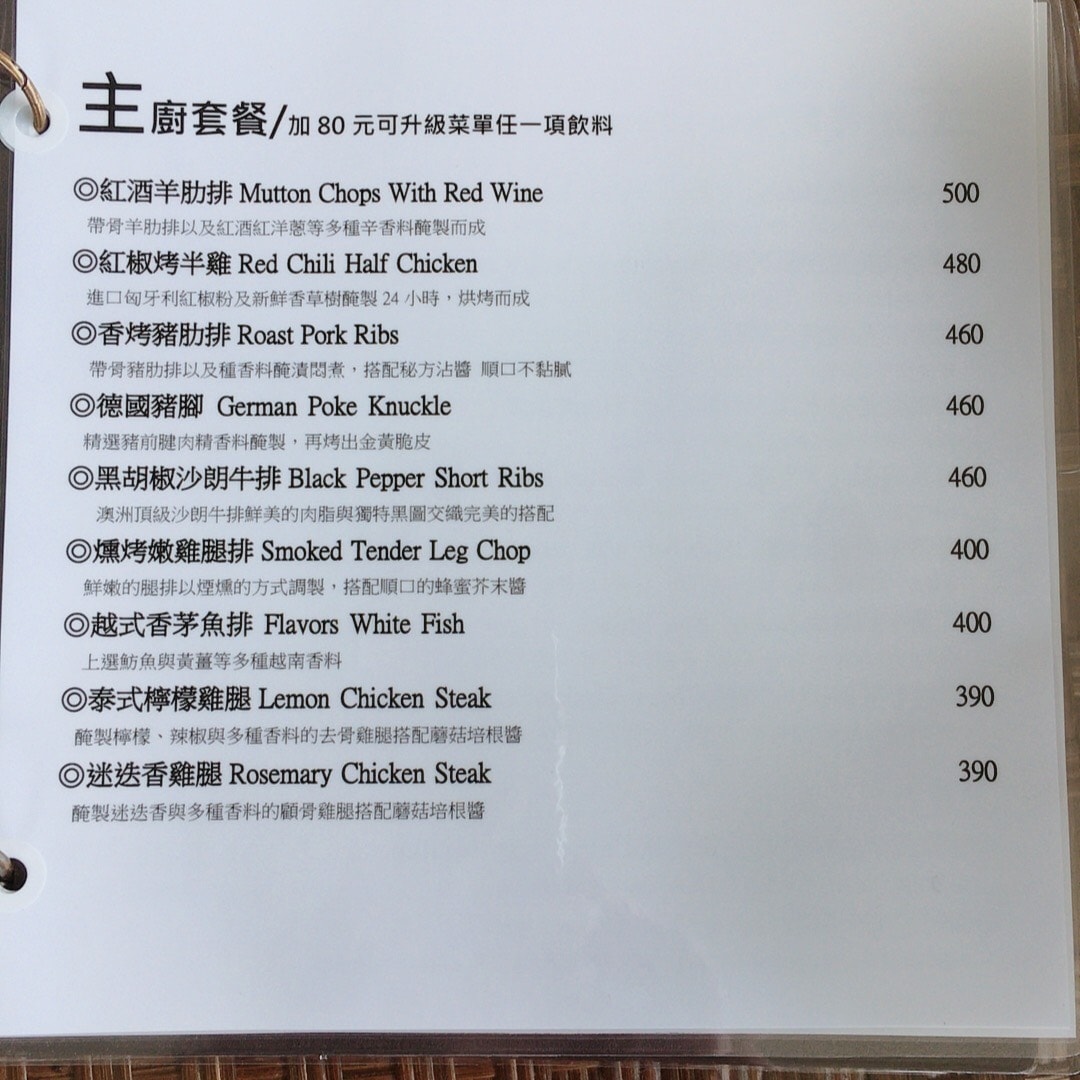 主廚套餐/加 80 元可升級菜單任一項飲料
◎紅酒羊肋排 Mutton Chops With Red Wine 500
帶骨羊肋排以及紅酒紅洋蔥等多種辛香料醃製而成
◎紅椒烤半雞 Red Chili Half Chicken 480
進口匈牙利紅椒粉及新鮮香草樹醃製 24 小時，烘烤而成
◎香烤豬肋排 Roast Pork Ribs 460
帶骨豬肋排以及種香料醃漬悶煮，搭配秘方沾醬 順口不黏膩
◎德國豬腳 German Poke Knuckle 460
精選豬前腱肉精香料醃製，再烤出金黃脆皮
◎黑胡椒沙朗牛排 Black Pepper Short Ribs 460
澳洲頂級沙朗牛排鮮美的肉脂與獨特黑圖交織完美的搭配
◎燻烤嫩雞腿排 Smoked Tender Leg Chop 400
鮮嫩的腿排以煙燻的方式調製，搭配順口的蜂蜜芥末醬
◎越式香茅魚排 Flavors White Fish 400
上選魴魚與黃薑等多種越南香料
◎泰式檸檬雞腿 Lemon Chicken Steak 390
醃製檸檬、辣椒與多種香料的去骨雞腿搭配蘑菇培根醬
◎迷迭香雞腿 Rosemary Chicken Steak 390
醃製迷迭香與多種香料的顧骨雞腿搭配蘑菇培根醬